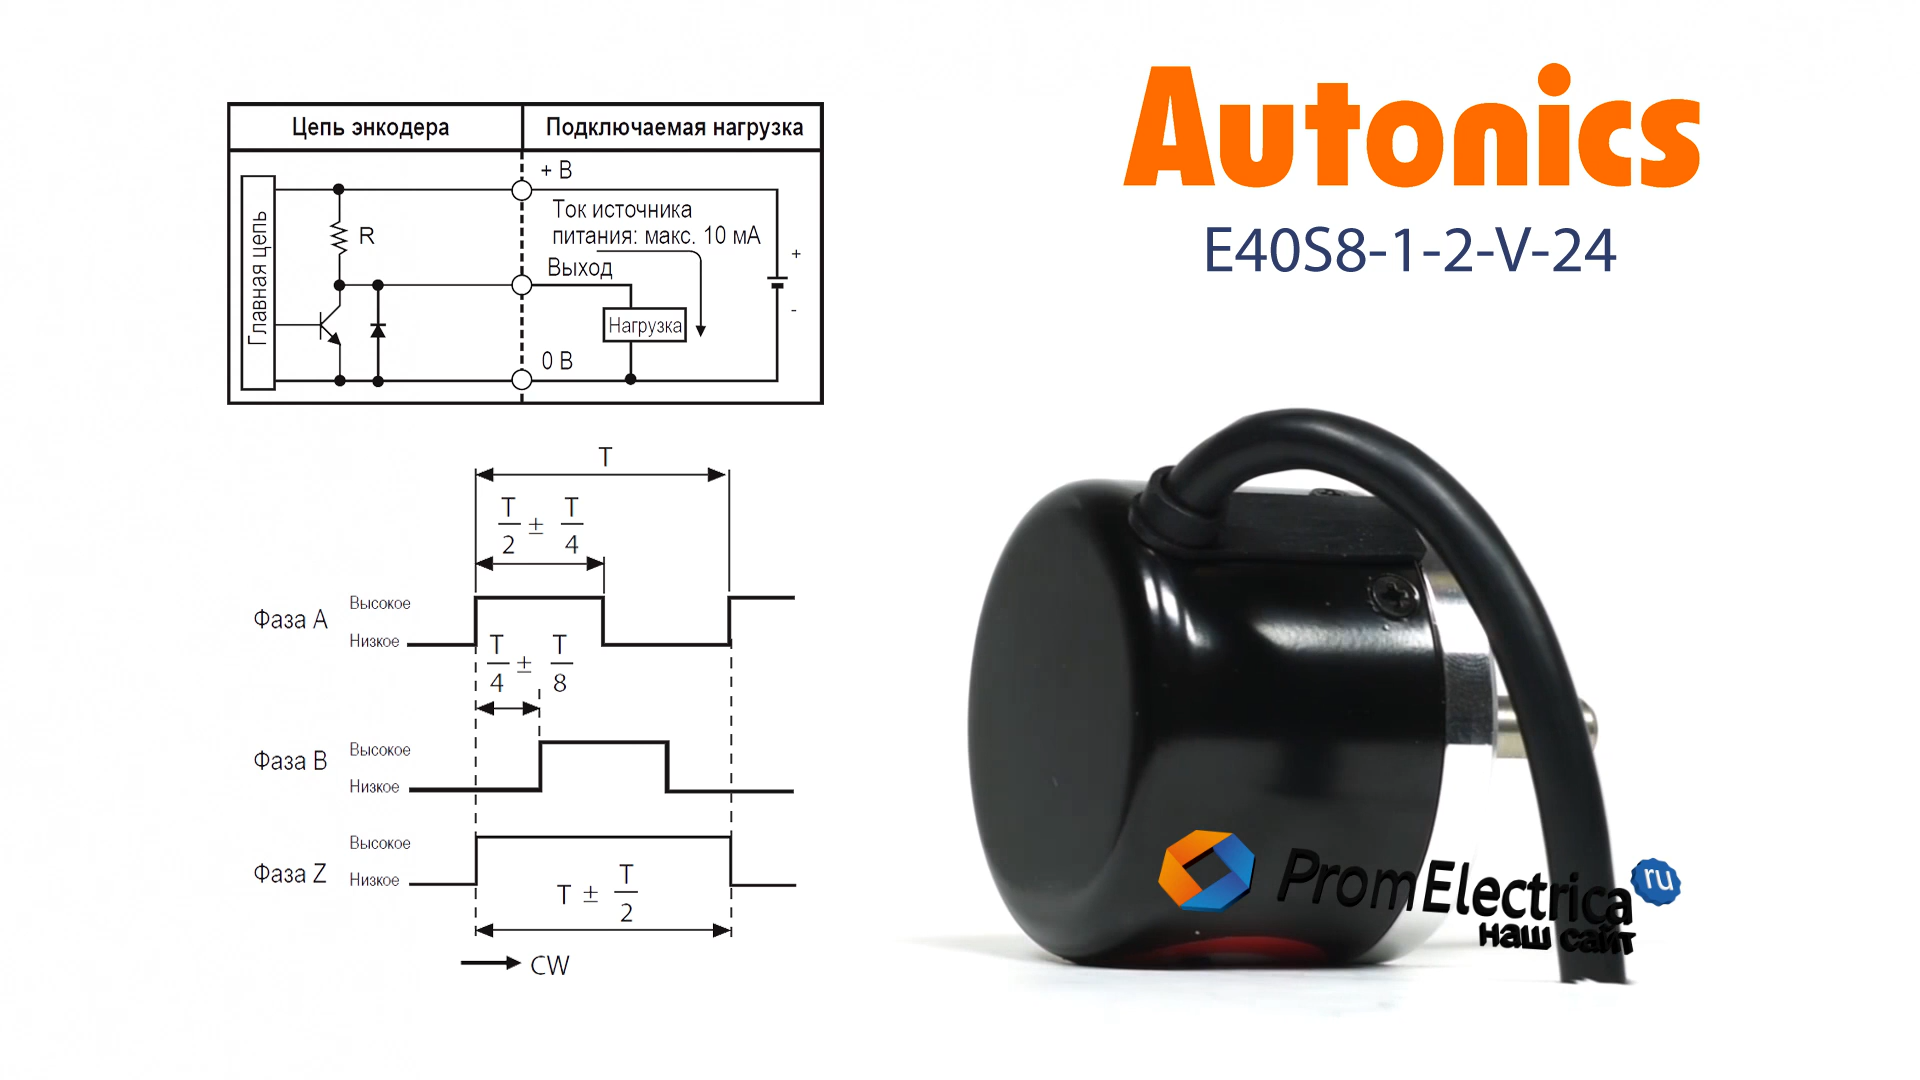 Autonics
E40S8-1-2-V-24
Цепь энкодера
Подключаемая нагрузка
Главная цепь
R
+ В
Ток источника
питания: макс. 10 мА
Выход
Нагрузка
0 В
+
-
T
T/2 ± T/4
Фаза A
Высокое
Низкое
T/4 ± T/8
Фаза B
Высокое
Низкое
Фаза Z
Высокое
Низкое
T ± T/2
CW
PromElectrica ru
наш сайт